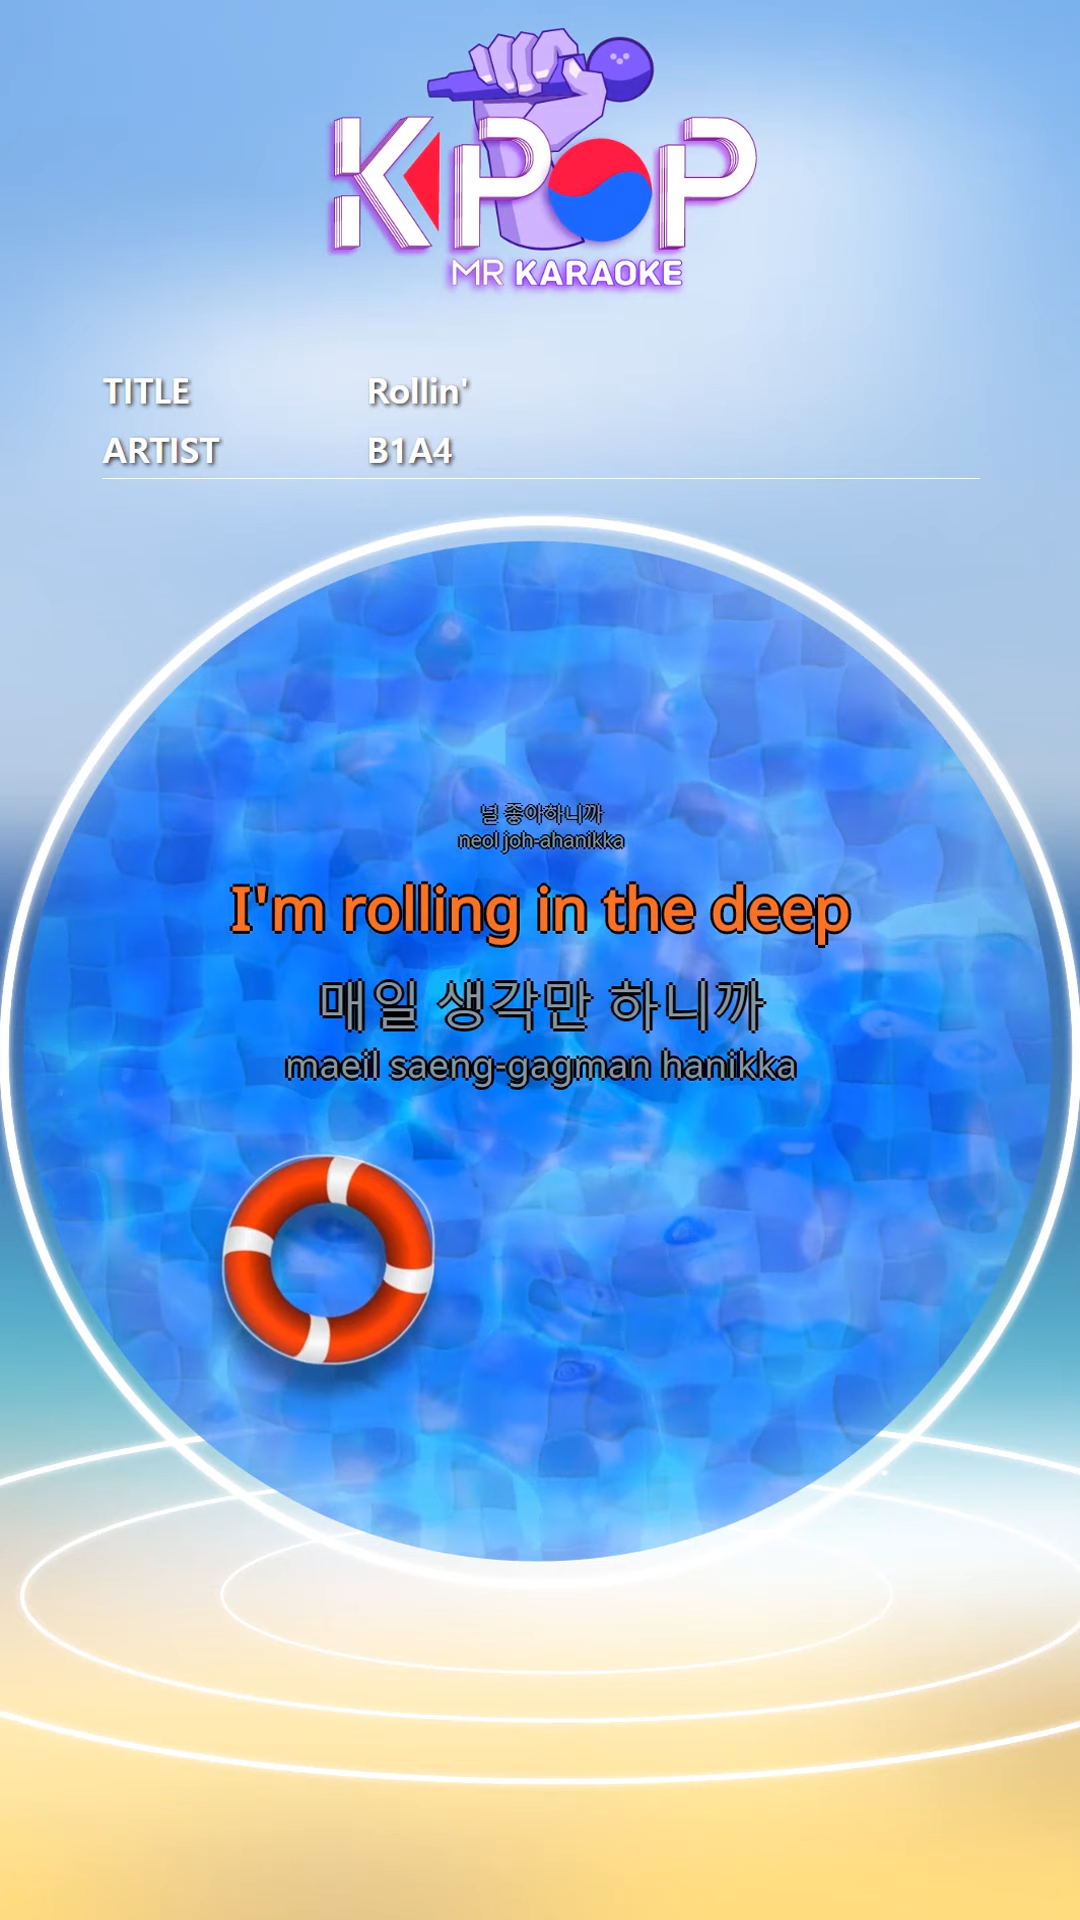 KPOP
MR KARAOKE
TITLE Rollin'
ARTIST B1A4
널 좋아하니까
neol joh-ahanikka
I'm rolling in the deep
매일 생각만 하니까
maeil saeng-gagman hanikka